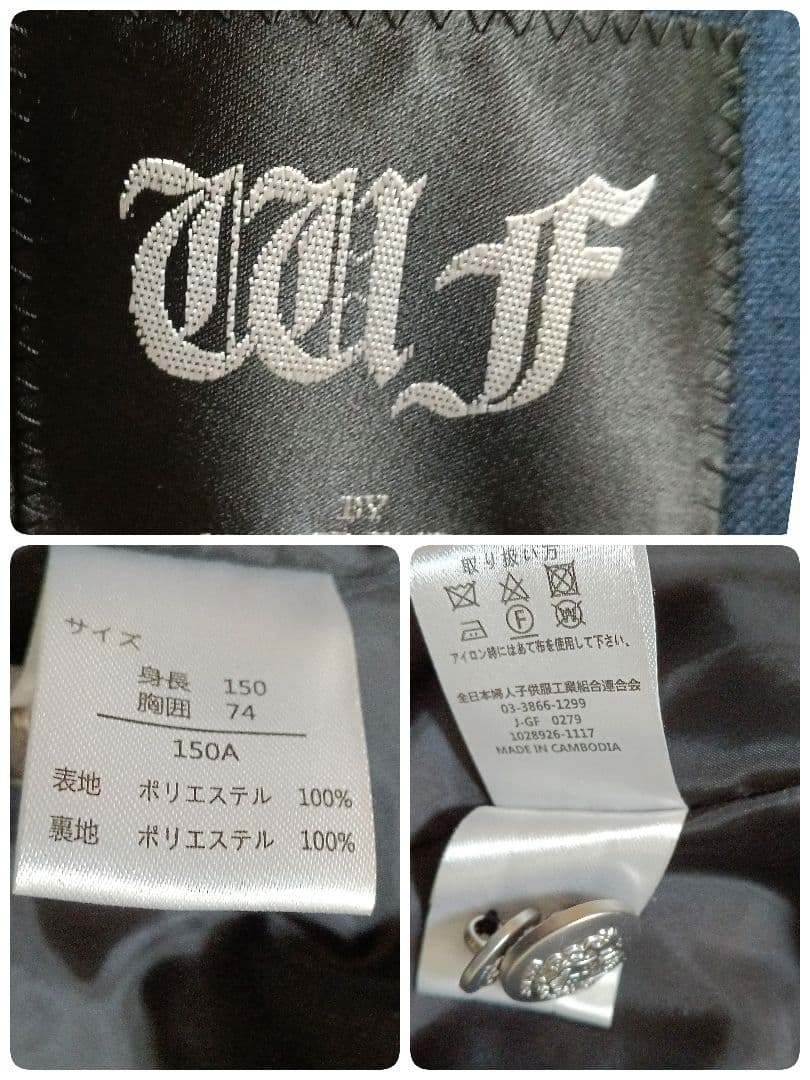 WF
BY
サイズ
身長 150
胸囲 74
150A
表地 ポリエステル 100%
裏地 ポリエステル 100%
取り扱い方
F
W
アイロン時にはあて布を使用して下さい、
全日本婦人子供服工業組合連合会
03-3866-1299
J-GF 0279
1028926-1117
MADE IN CAMBODIA